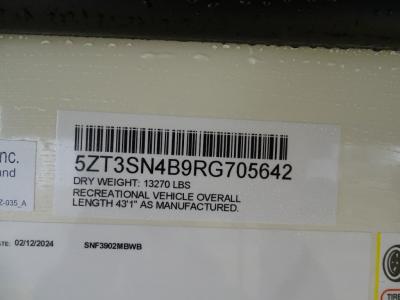 nc.
und
Z-035_A
5ZT3SN4B9RG705642
DRY WEIGHT: 13270 LBS
RECREATIONAL VEHICLE OVERALL
LENGTH 43'1" AS MANUFACTURED.
ATE: 02/12/2024 SNF3902MBWB
TIRE